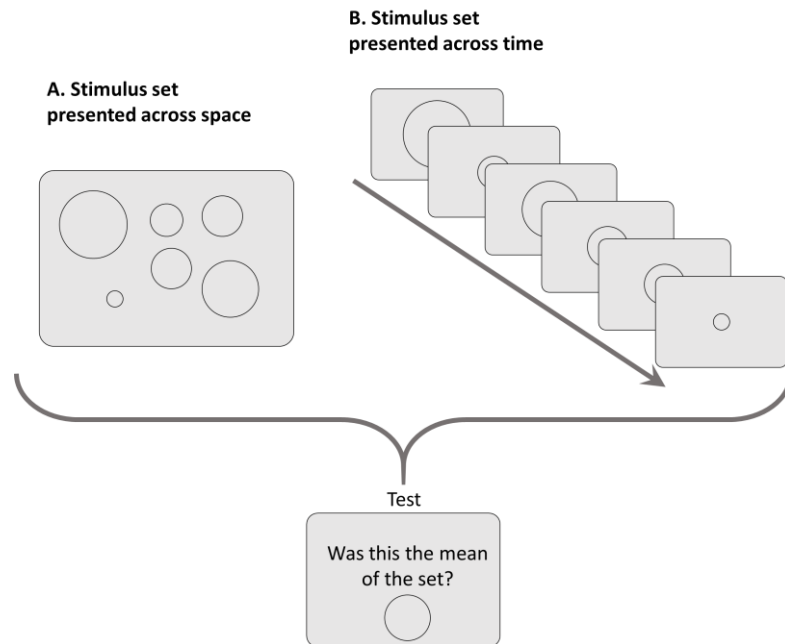 B. Stimulus set
presented across time
A. Stimulus set
presented across space
Test
Was this the mean
of the set?